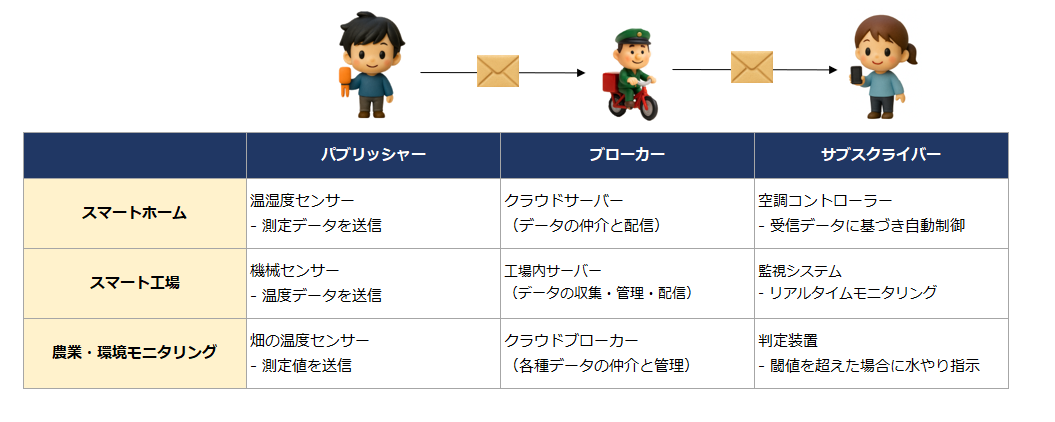 パブリッシャー
ブローカー
サブスクライバー
スマートホーム
温湿度センサー
- 測定データを送信
クラウドサーバー
（データの仲介と配信）
空調コントローラー
- 受信データに基づき自動制御
スマート工場
機械センサー
- 温度データを送信
工場内サーバー
（データの収集・管理・配信）
監視システム
- リアルタイムモニタリング
農業・環境モニタリング
畑の温度センサー
- 測定値を送信
クラウドブローカー
（各種データの仲介と管理）
判定装置
- 閾値を超えた場合に水やり指示